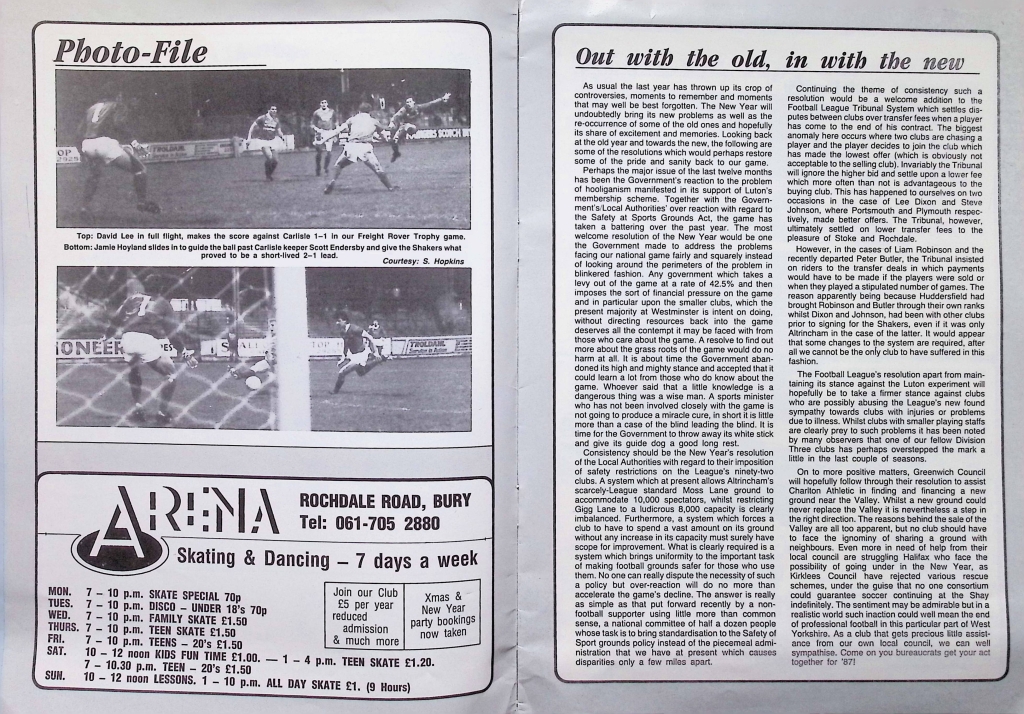 Photo-File
TOP
2925
TROLDAHL
RANGERS SCOTCH
Top: David Lee in full flight, makes the score against Carlisle 1–1 in our Freight Rover Trophy game.
Bottom: Jamie Hoyland slides in to guide the ball past Carlisle keeper Scott Endersby and give the Shakers what
proved to be a short-lived 2–1 lead.
Courtesy: S. Hopkins
PIONEER
ALL
TOP
TROLDAHL
ARENA
ROCHDALE ROAD, BURY
Tel: 061-705 2880
Skating & Dancing – 7 days a week
MON. 7 – 10 p.m. SKATE SPECIAL 70p
TUES. 7 – 10 p.m. DISCO – UNDER 18's 70p
WED. 7 – 10 p.m. FAMILY SKATE £1.50
THURS. 7 – 10 p.m. TEEN SKATE £1.50
FRI. 7 – 10 p.m. TEENS – 20's £1.50
SAT. 10 – 12 noon KIDS FUN TIME £1.00. — 1 – 4 p.m. TEEN SKATE £1.20.
7 – 10.30 p.m. TEEN – 20's £1.50
SUN. 10 – 12 noon LESSONS. 1 – 10 p.m. ALL DAY SKATE £1. (9 Hours)
Join our Club
£5 per year
reduced
admission
& much more
Xmas &
New Year
party bookings
now taken
Out with the old, in with the new
As usual the last year has thrown up its crop of
controversies, moments to remember and moments
that may well be best forgotten. The New Year will
undoubtedly bring its new problems as well as the
re-occurrence of some of the old ones and hopefully
its share of excitement and memories. Looking back
at the old year and towards the new, the following are
some of the resolutions which would perhaps restore
some of the pride and sanity back to our game.
Perhaps the major issue of the last twelve months
has been the Government's reaction to the problem
of hooliganism manifested in its support of Luton's
membership scheme. Together with the Govern-
ment's/Local Authorities' over reaction with regard to
the Safety at Sports Grounds Act, the game has
taken a battering over the past year. The most
welcome resolution of the New Year would be one
the Government made to address the problems
facing our national game fairly and squarely instead
of looking around the perimeters of the problem in
blinkered fashion. Any government which takes a
levy out of the game at a rate of 42.5% and then
imposes the sort of financial pressure on the game
and in particular upon the smaller clubs, which the
present majority at Westminster is intent on doing,
without directing resources back into the game
deserves all the contempt it may be faced with from
those who care about the game. A resolve to find out
more about the grass roots of the game would do no
harm at all. It is about time the Government aban-
doned its high and mighty stance and accepted that it
could learn a lot from those who do know about the
game. Whoever said that a little knowledge is a
dangerous thing was a wise man. A sports minister
who has not been involved closely with the game is
not going to produce a miracle cure, in short it is little
more than a case of the blind leading the blind. It is
time for the Government to throw away its white stick
and give its guide dog a good long rest.
Consistency should be the New Year's resolution
of the Local Authorities with regard to their imposition
of safety restrictions on the League's ninety-two
clubs. A system which at present allows Altrincham's
scarcely-League standard Moss Lane ground to
accommodate 10,000 spectators, whilst restricting
Gigg Lane to a ludicrous 8,000 capacity is clearly
imbalanced. Furthermore, a system which forces a
club to have to spend a vast amount on its ground
without any increase in its capacity must surely have
scope for improvement. What is clearly required is a
system which brings uniformity to the important task
of making football grounds safer for those who use
them. No one can really dispute the necessity of such
a policy but over-reaction will do no more than
accelerate the game's decline. The answer is really
as simple as that put forward recently by a non-
football supporter using little more than common
sense, a national committee of half a dozen people
whose task is to bring standardisation to the Safety of
Sport grounds policy instead of the piecemeal admi-
nistration that we have at present which causes
disparities only a few miles apart.
Continuing the theme of consistency such a
resolution would be a welcome addition to the
Football League Tribunal System which settles dis-
putes between clubs over transfer fees when a player
has come to the end of his contract. The biggest
anomaly here occurs where two clubs are chasing a
player and the player decides to join the club which
has made the lowest offer (which is obviously not
acceptable to the selling club). Invariably the Tribunal
will ignore the higher bid and settle upon a lower fee
which more often than not is advantageous to the
buying club. This has happened to ourselves on two
occasions in the case of Lee Dixon and Steve
Johnson, where Portsmouth and Plymouth respec-
tively, made better offers. The Tribunal, however,
ultimately settled on lower transfer fees to the
pleasure of Stoke and Rochdale.
However, in the cases of Liam Robinson and the
recently departed Peter Butler, the Tribunal insisted
on riders to the transfer deals in which payments
would have to be made if the players were sold or
when they played a stipulated number of games. The
reason apparently being because Huddersfield had
brought Robinson and Butler through their own ranks
whilst Dixon and Johnson, had been with other clubs
prior to signing for the Shakers, even if it was only
Altrincham in the case of the latter. It would appear
that some changes to the system are required, after
all we cannot be the only club to have suffered in this
fashion.
The Football League's resolution apart from main-
taining its stance against the Luton experiment will
hopefully be to take a firmer stance against clubs
who are possibly abusing the League's new found
sympathy towards clubs with injuries or problems
due to illness. Whilst clubs with smaller playing staffs
are clearly prey to such problems it has been noted
by many observers that one of our fellow Division
Three clubs has perhaps overstepped the mark a
little in the last couple of seasons.
On to more positive matters, Greenwich Council
will hopefully follow through their resolution to assist
Charlton Athletic in finding and financing a new
ground near the Valley. Whilst a new ground could
never replace the Valley it is nevertheless a step in
the right direction. The reasons behind the sale of the
Valley are all too apparent, but no club should have
to face the ignominy of sharing a ground with
neighbours. Even more in need of help from their
local council are struggling Halifax who face the
possibility of going under in the New Year, as
Kirklees Council have rejected various rescue
schemes, under the guise that no one consortium
could guarantee soccer continuing at the Shay
indefinitely. The sentiment may be admirable but in a
realistic world such inaction could well mean the end
of professional football in this particular part of West
Yorkshire. As a club that gets precious little assist-
ance from our own local council, we can well
sympathise. Come on you bureaucrats get your act
together for '87!